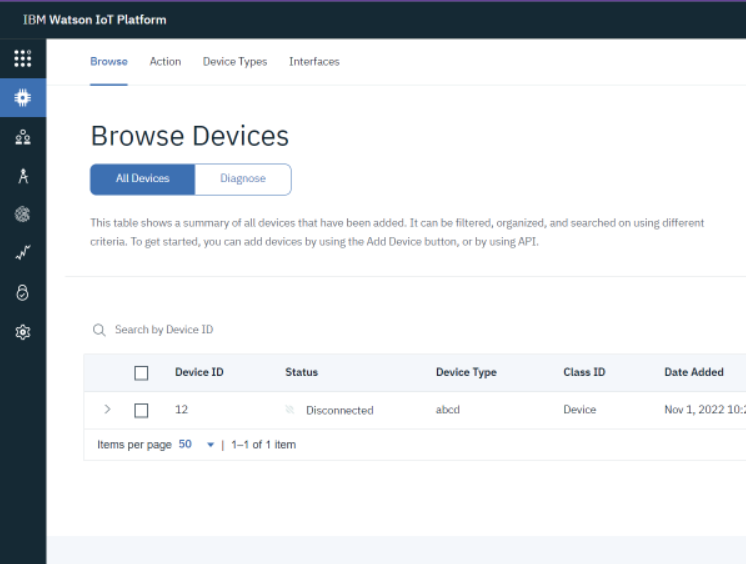 IBM Watson IoT Platform
Browse Action Device Types Interfaces
Browse Devices
All Devices Diagnose
This table shows a summary of all devices that have been added. It can be filtered, organized, and searched on using different
criteria. To get started, you can add devices by using the Add Device button, or by using API.
Search by Device ID
Device ID Status Device Type Class ID Date Added
12 Disconnected abcd Device Nov 1, 2022 10:2
Items per page 50 | 1–1 of 1 item